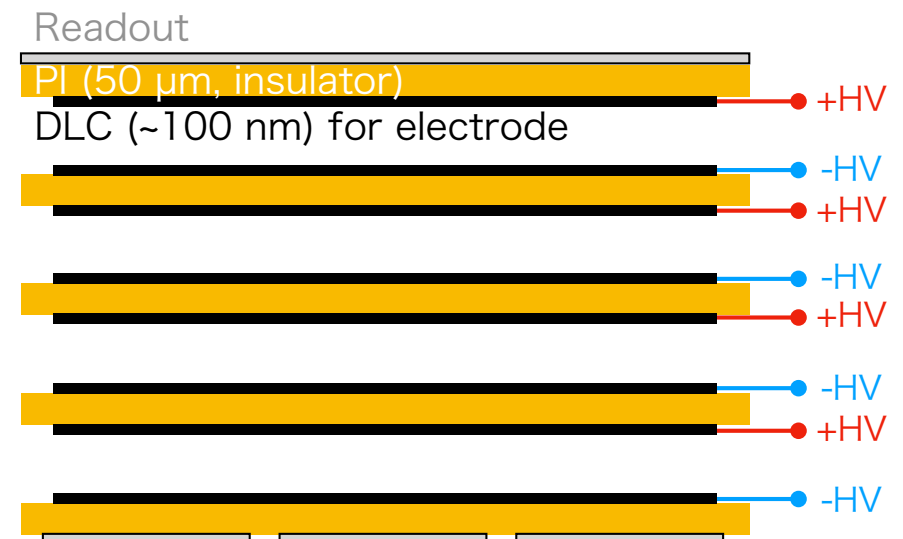 Readout
PI (50 μm, insulator)
+HV
DLC (~100 nm) for electrode
-HV
+HV
-HV
+HV
-HV
+HV
-HV